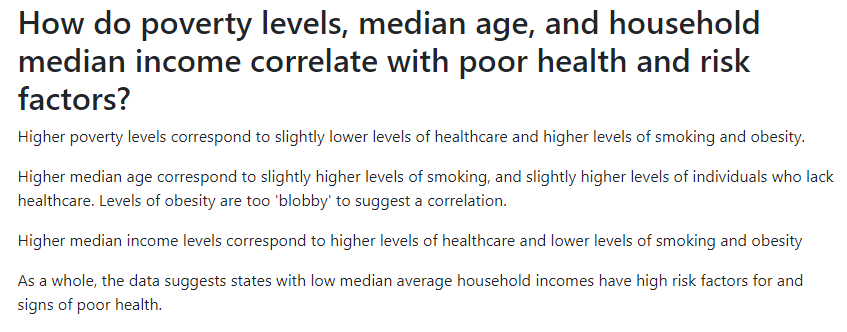 How do poverty levels, median age, and household
median income correlate with poor health and risk
factors?
Higher poverty levels correspond to slightly lower levels of healthcare and higher levels of smoking and obesity.
Higher median age correspond to slightly higher levels of smoking, and slightly higher levels of individuals who lack
healthcare. Levels of obesity are too 'blobby' to suggest a correlation.
Higher median income levels correspond to higher levels of healthcare and lower levels of smoking and obesity
As a whole, the data suggests states with low median average household incomes have high risk factors for and
signs of poor health.